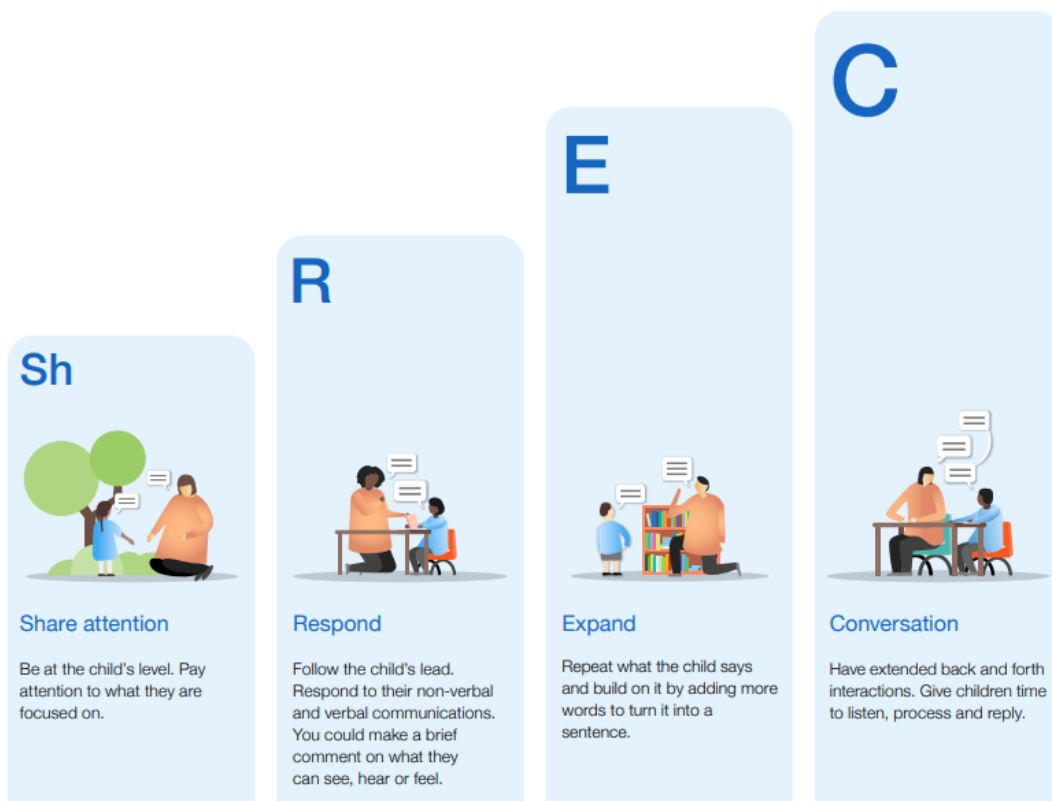 Sh
Share attention
Be at the child's level. Pay
attention to what they are
focused on.
R
Respond
Follow the child's lead.
Respond to their non-verbal
and verbal communications.
You could make a brief
comment on what they
can see, hear or feel.
E
Expand
Repeat what the child says
and build on it by adding more
words to turn it into a
sentence.
C
Conversation
Have extended back and forth
interactions. Give children time
to listen, process and reply.